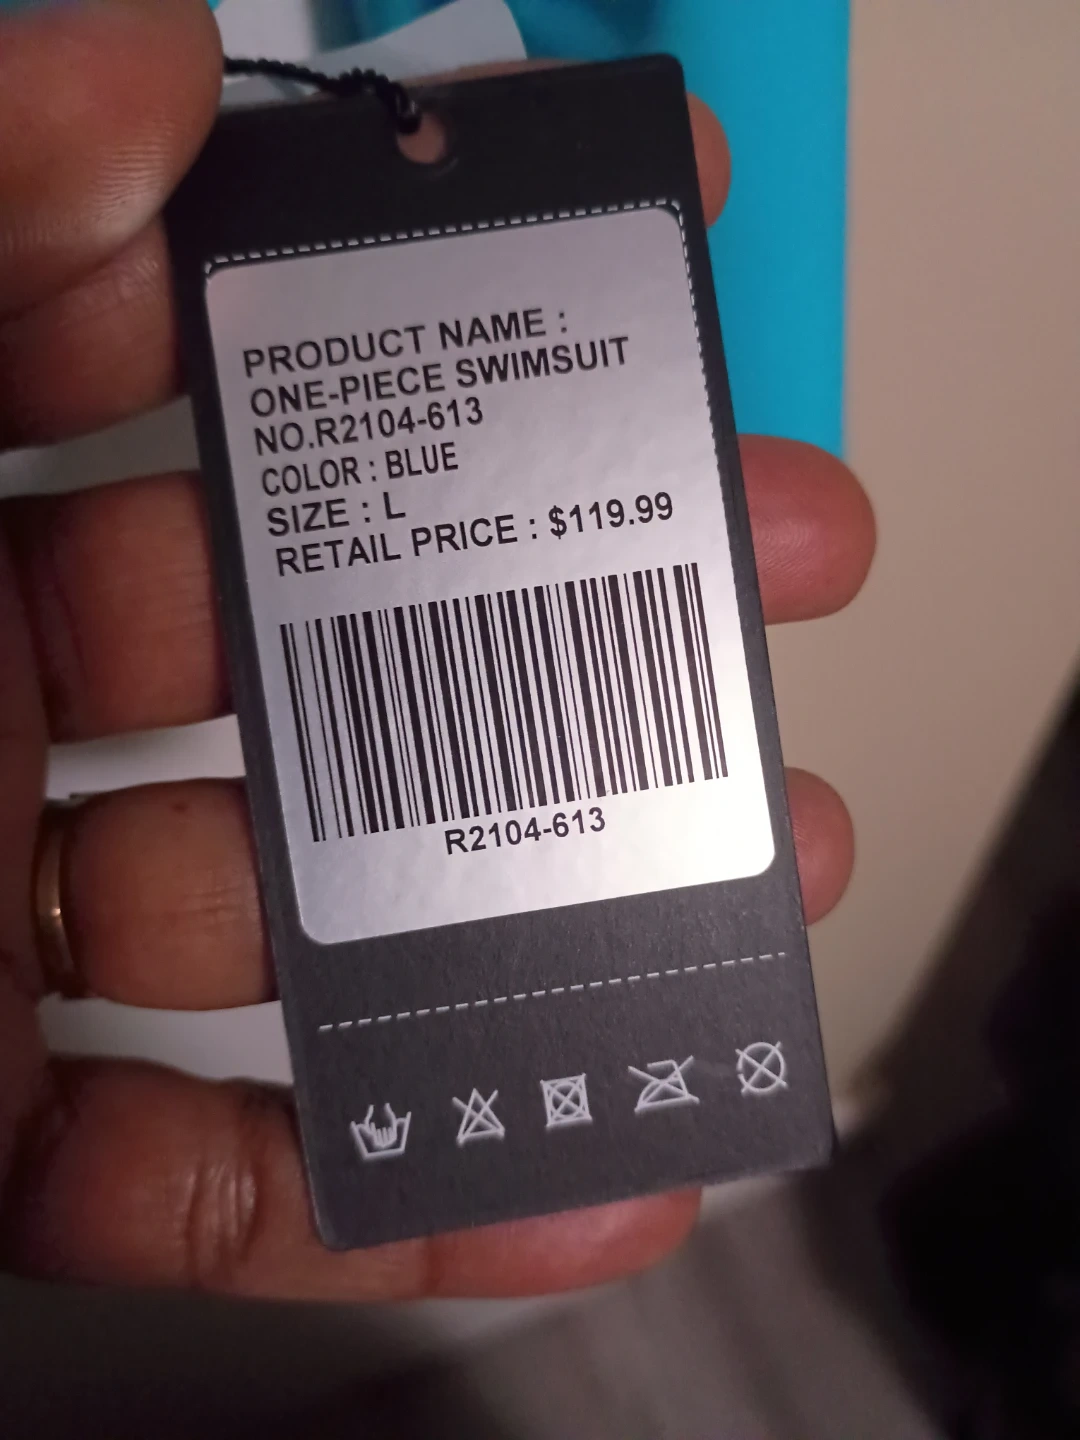 PRODUCT NAME :
ONE-PIECE SWIMSUIT
NO.R2104-613
COLOR : BLUE
SIZE : L
RETAIL PRICE : $119.99
R2104-613